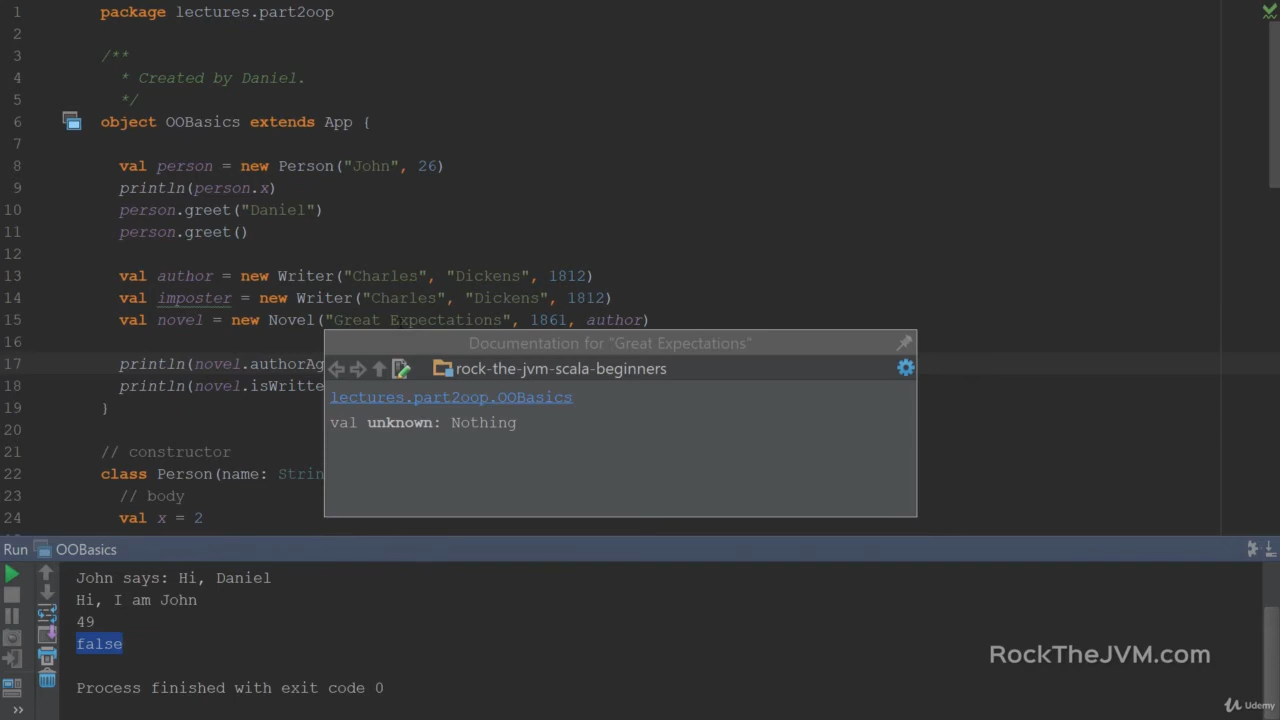 1 package lectures.part2oop
2
3 /**
4 * Created by Daniel.
5 */
6 object OOBasics extends App {
7
8 val person = new Person("John", 26)
9 println(person.x)
10 person.greet("Daniel")
11 person.greet()
12
13 val author = new Writer("Charles", "Dickens", 1812)
14 val imposter = new Writer("Charles", "Dickens", 1812)
15 val novel = new Novel("Great Expectations", 1861, author)
16
Documentation for "Great Expectations"
17 println(novel.authorAg
rock-the-jvm-scala-beginners
18 println(novel.isWritte
lectures.part2oop.OOBasics
19 }
val unknown: Nothing
20
21 // constructor
22 class Person(name: Strin
23 // body
24 val x = 2
Run OOBasics
John says: Hi, Daniel
Hi, I am John
49
false
Process finished with exit code 0
RockTheJVM.com
Udemy